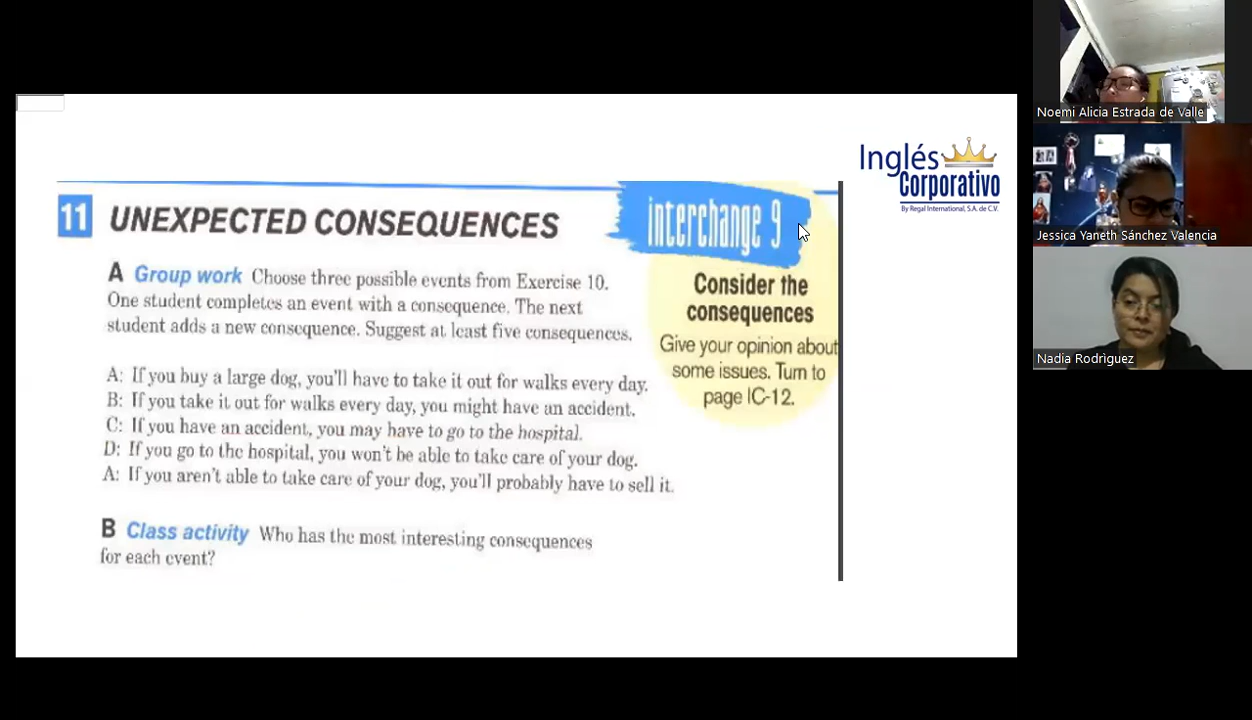 Inglés
Corporativo
By Regal International, S.A. de C.V.
11 UNEXPECTED CONSEQUENCES
A Group work Choose three possible events from Exercise 10.
One student completes an event with a consequence. The next
student adds a new consequence. Suggest at least five consequences.
A: If you buy a large dog, you'll have to take it out for walks every day.
B: If you take it out for walks every day, you might have an accident.
C: If you have an accident, you may have to go to the hospital.
D: If you go to the hospital, you won't be able to take care of your dog.
A: If you aren't able to take care of your dog, you'll probably have to sell it.
B Class activity Who has the most interesting consequences
for each event?
interchange 9
Consider the
consequences
Give your opinion about
some issues. Turn to
page IC-12.
Noemi Alicia Estrada de Valle
Jessica Yaneth Sánchez Valencia
Nadia Rodriguez